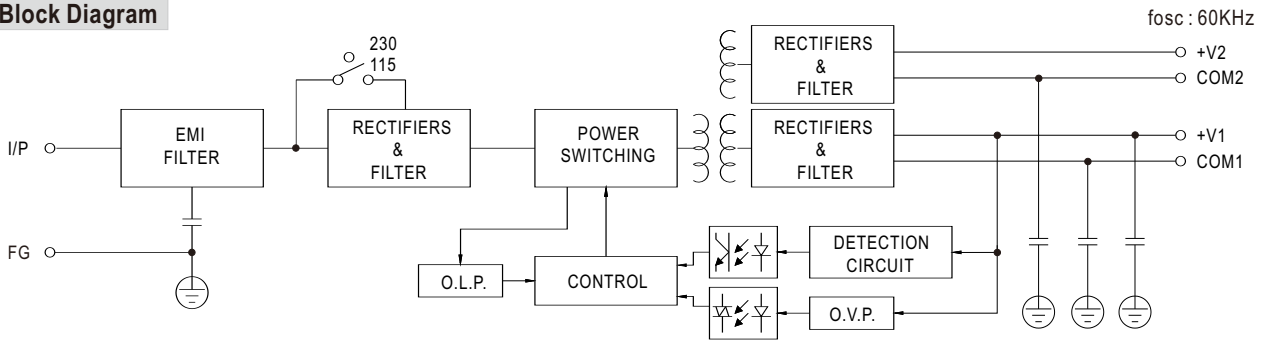 Block Diagram
fosc : 60KHz
230
115
I/P
EMI
FILTER
RECTIFIERS
&
FILTER
POWER
SWITCHING
RECTIFIERS
&
FILTER
+V2
COM2
RECTIFIERS
&
FILTER
+V1
COM1
FG
O.L.P.
CONTROL
DETECTION
CIRCUIT
O.V.P.